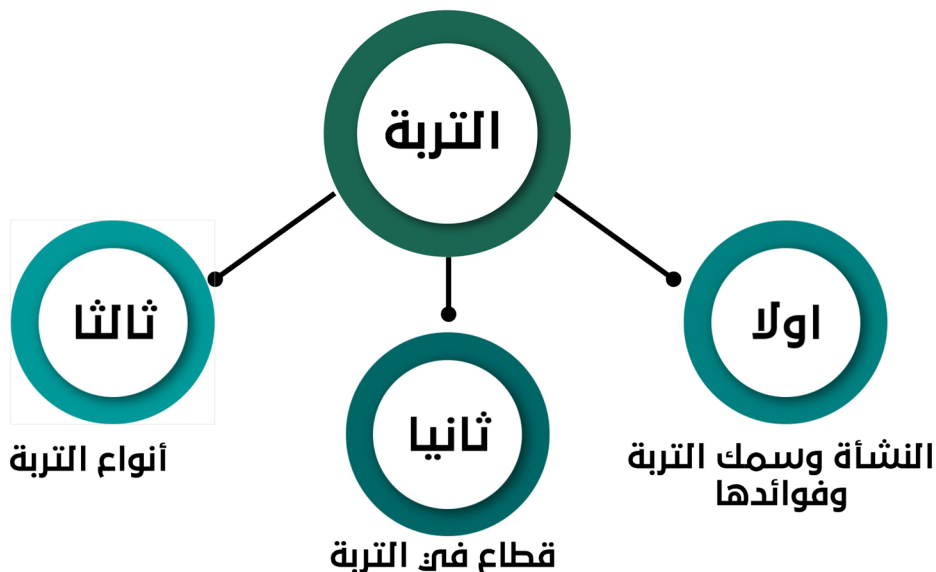 التربة
اولا
النشأة وسمك التربة
وفوائدها
ثانيا
قطاع في التربة
ثالثا
أنواع التربة